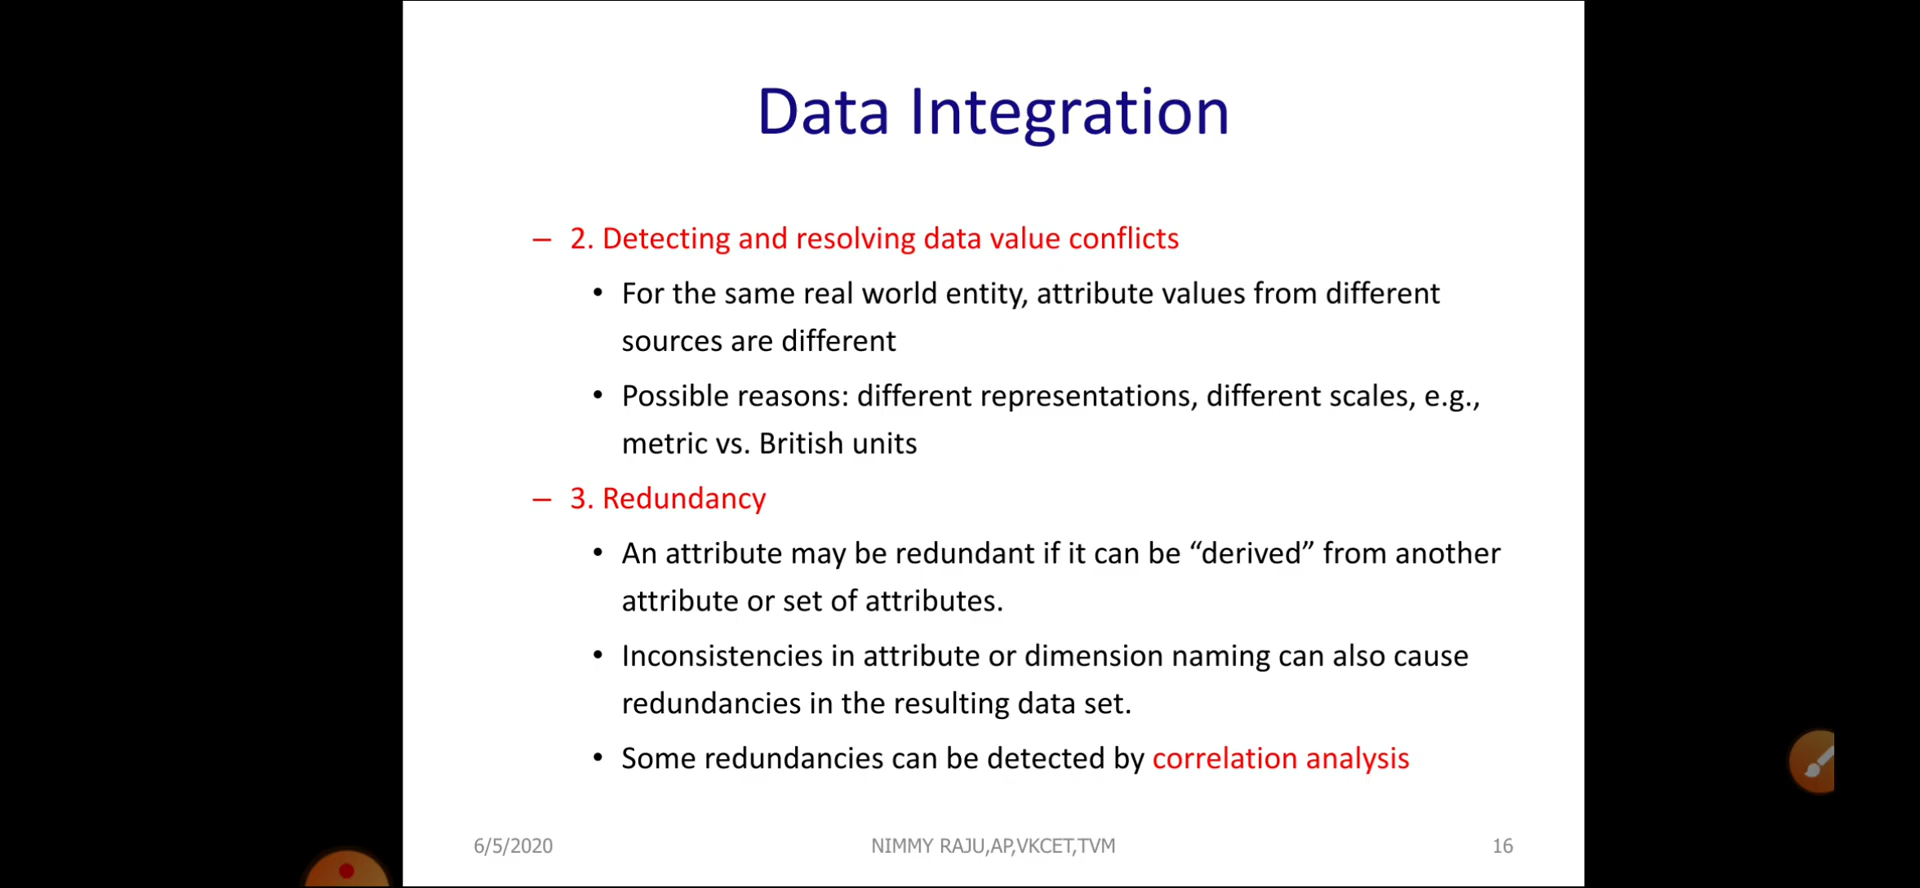 Data Integration
– 2. Detecting and resolving data value conflicts
• For the same real world entity, attribute values from different
sources are different
• Possible reasons: different representations, different scales, e.g.,
metric vs. British units
– 3. Redundancy
• An attribute may be redundant if it can be “derived” from another
attribute or set of attributes.
• Inconsistencies in attribute or dimension naming can also cause
redundancies in the resulting data set.
• Some redundancies can be detected by correlation analysis
6/5/2020 NIMMY RAJU,AP,VKCET,TVM 16